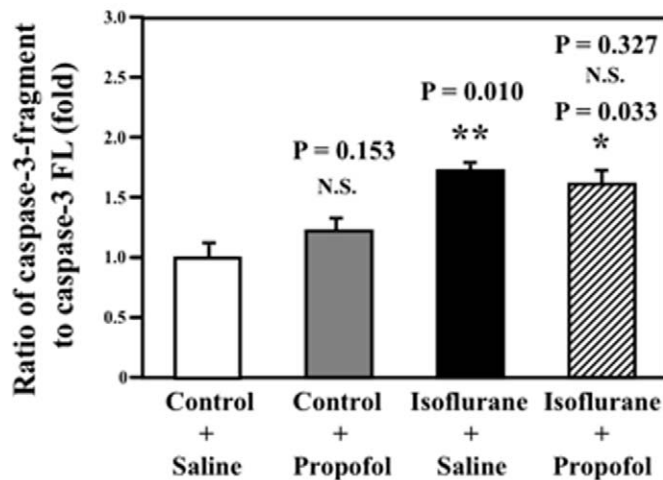 Ratio of caspase-3-fragment
to caspase-3 FL (fold)
3.0
2.5
2.0
1.5
1.0
0.5
0
P = 0.153
N.S.
P = 0.010
**
P = 0.327
N.S.
P = 0.033
*
Control
+
Saline
Control
+
Propofol
Isoflurane
+
Saline
Isoflurane
+
Propofol